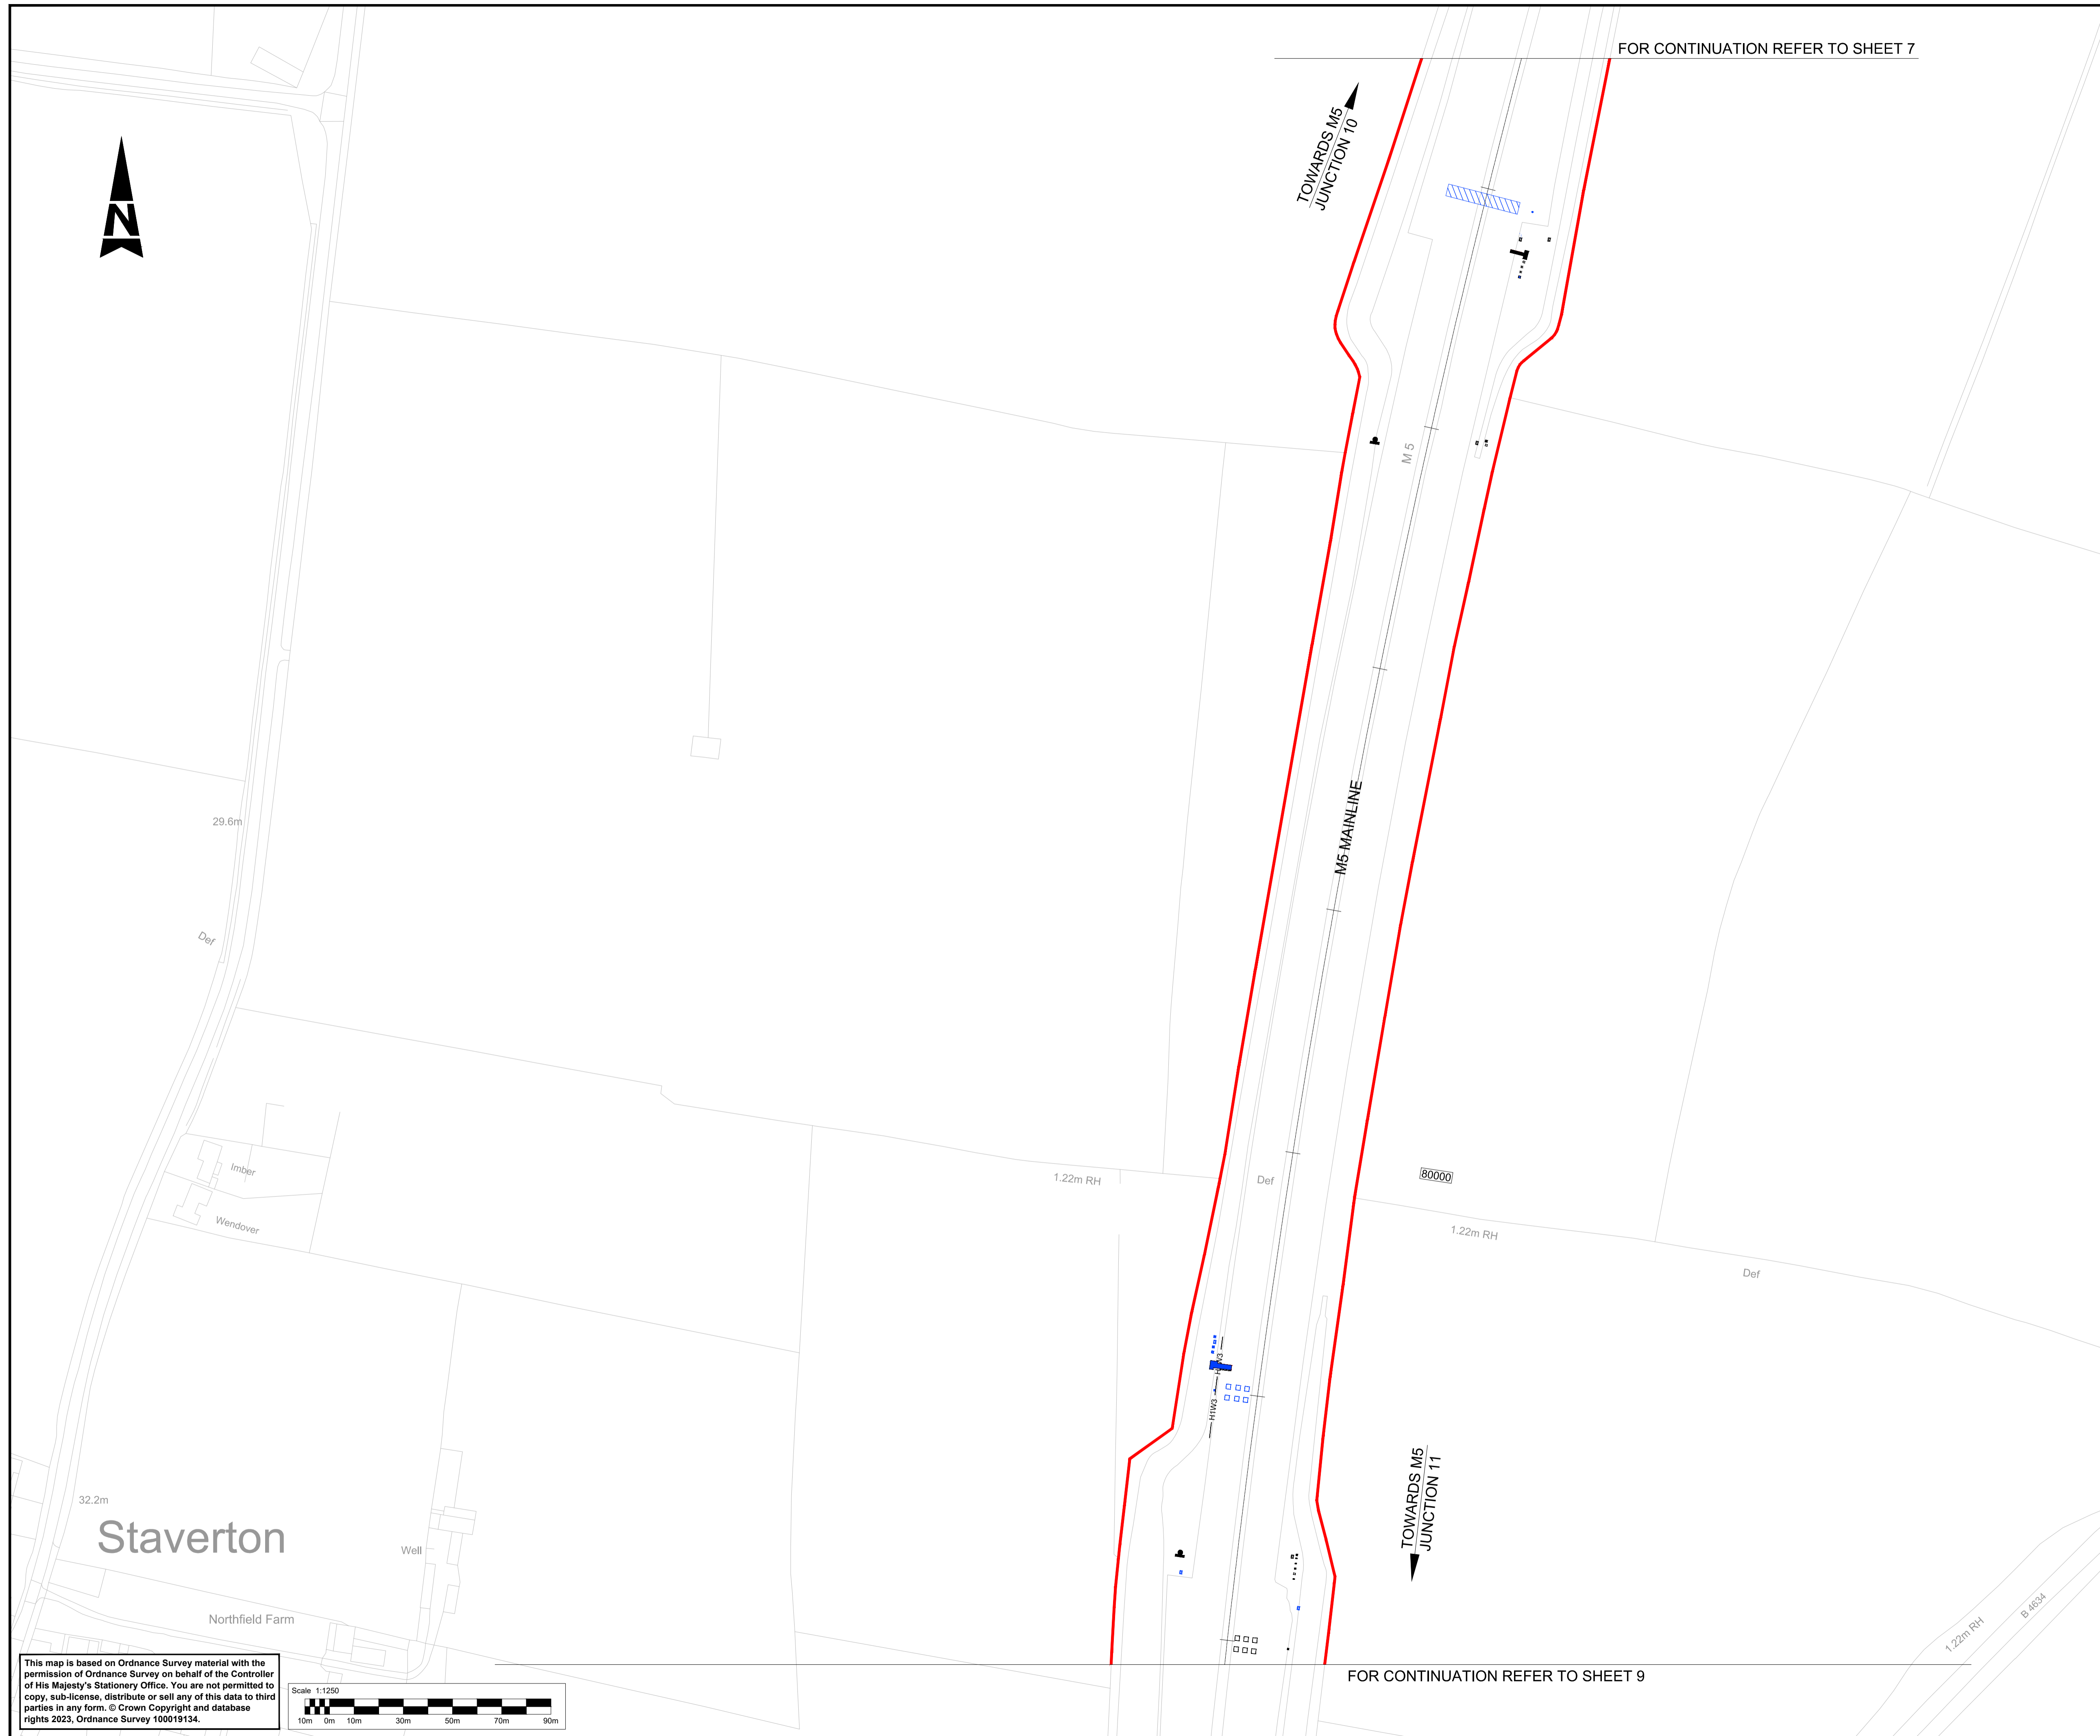 FOR CONTINUATION REFER TO SHEET 7
TOWARDS M5
JUNCTION 10
N
M 5
M5 MAINLINE
29.6m
Def
Imber
Wendover
1.22m RH
Def
80000
1.22m RH
Def
H1W3
H1W3
TOWARDS M5
JUNCTION 11
32.2m
Staverton
Well
Northfield Farm
B 4634
1.22m RH
FOR CONTINUATION REFER TO SHEET 9
This map is based on Ordnance Survey material with the
permission of Ordnance Survey on behalf of the Controller
of His Majesty's Stationery Office. You are not permitted to
copy, sub-license, distribute or sell any of this data to third
parties in any form. © Crown Copyright and database
rights 2023, Ordnance Survey 100019134.
Scale 1:1250
10m 0m 10m 30m 50m 70m 90m